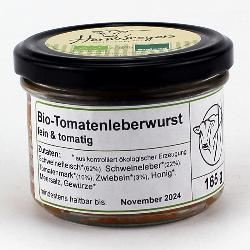 Bio-Tomatenleberwurst
fein & tomatig
Zutaten: * aus kontrolliert ökologischer Erzeugung
Schweinefleisch*(62%) Schweineleber*(22%),
Tomatenmark*(10%), Zwiebeln*(3%), Honig*,
Meersalz, Gewürze*
mindestens haltbar bis: November 2024
165 g